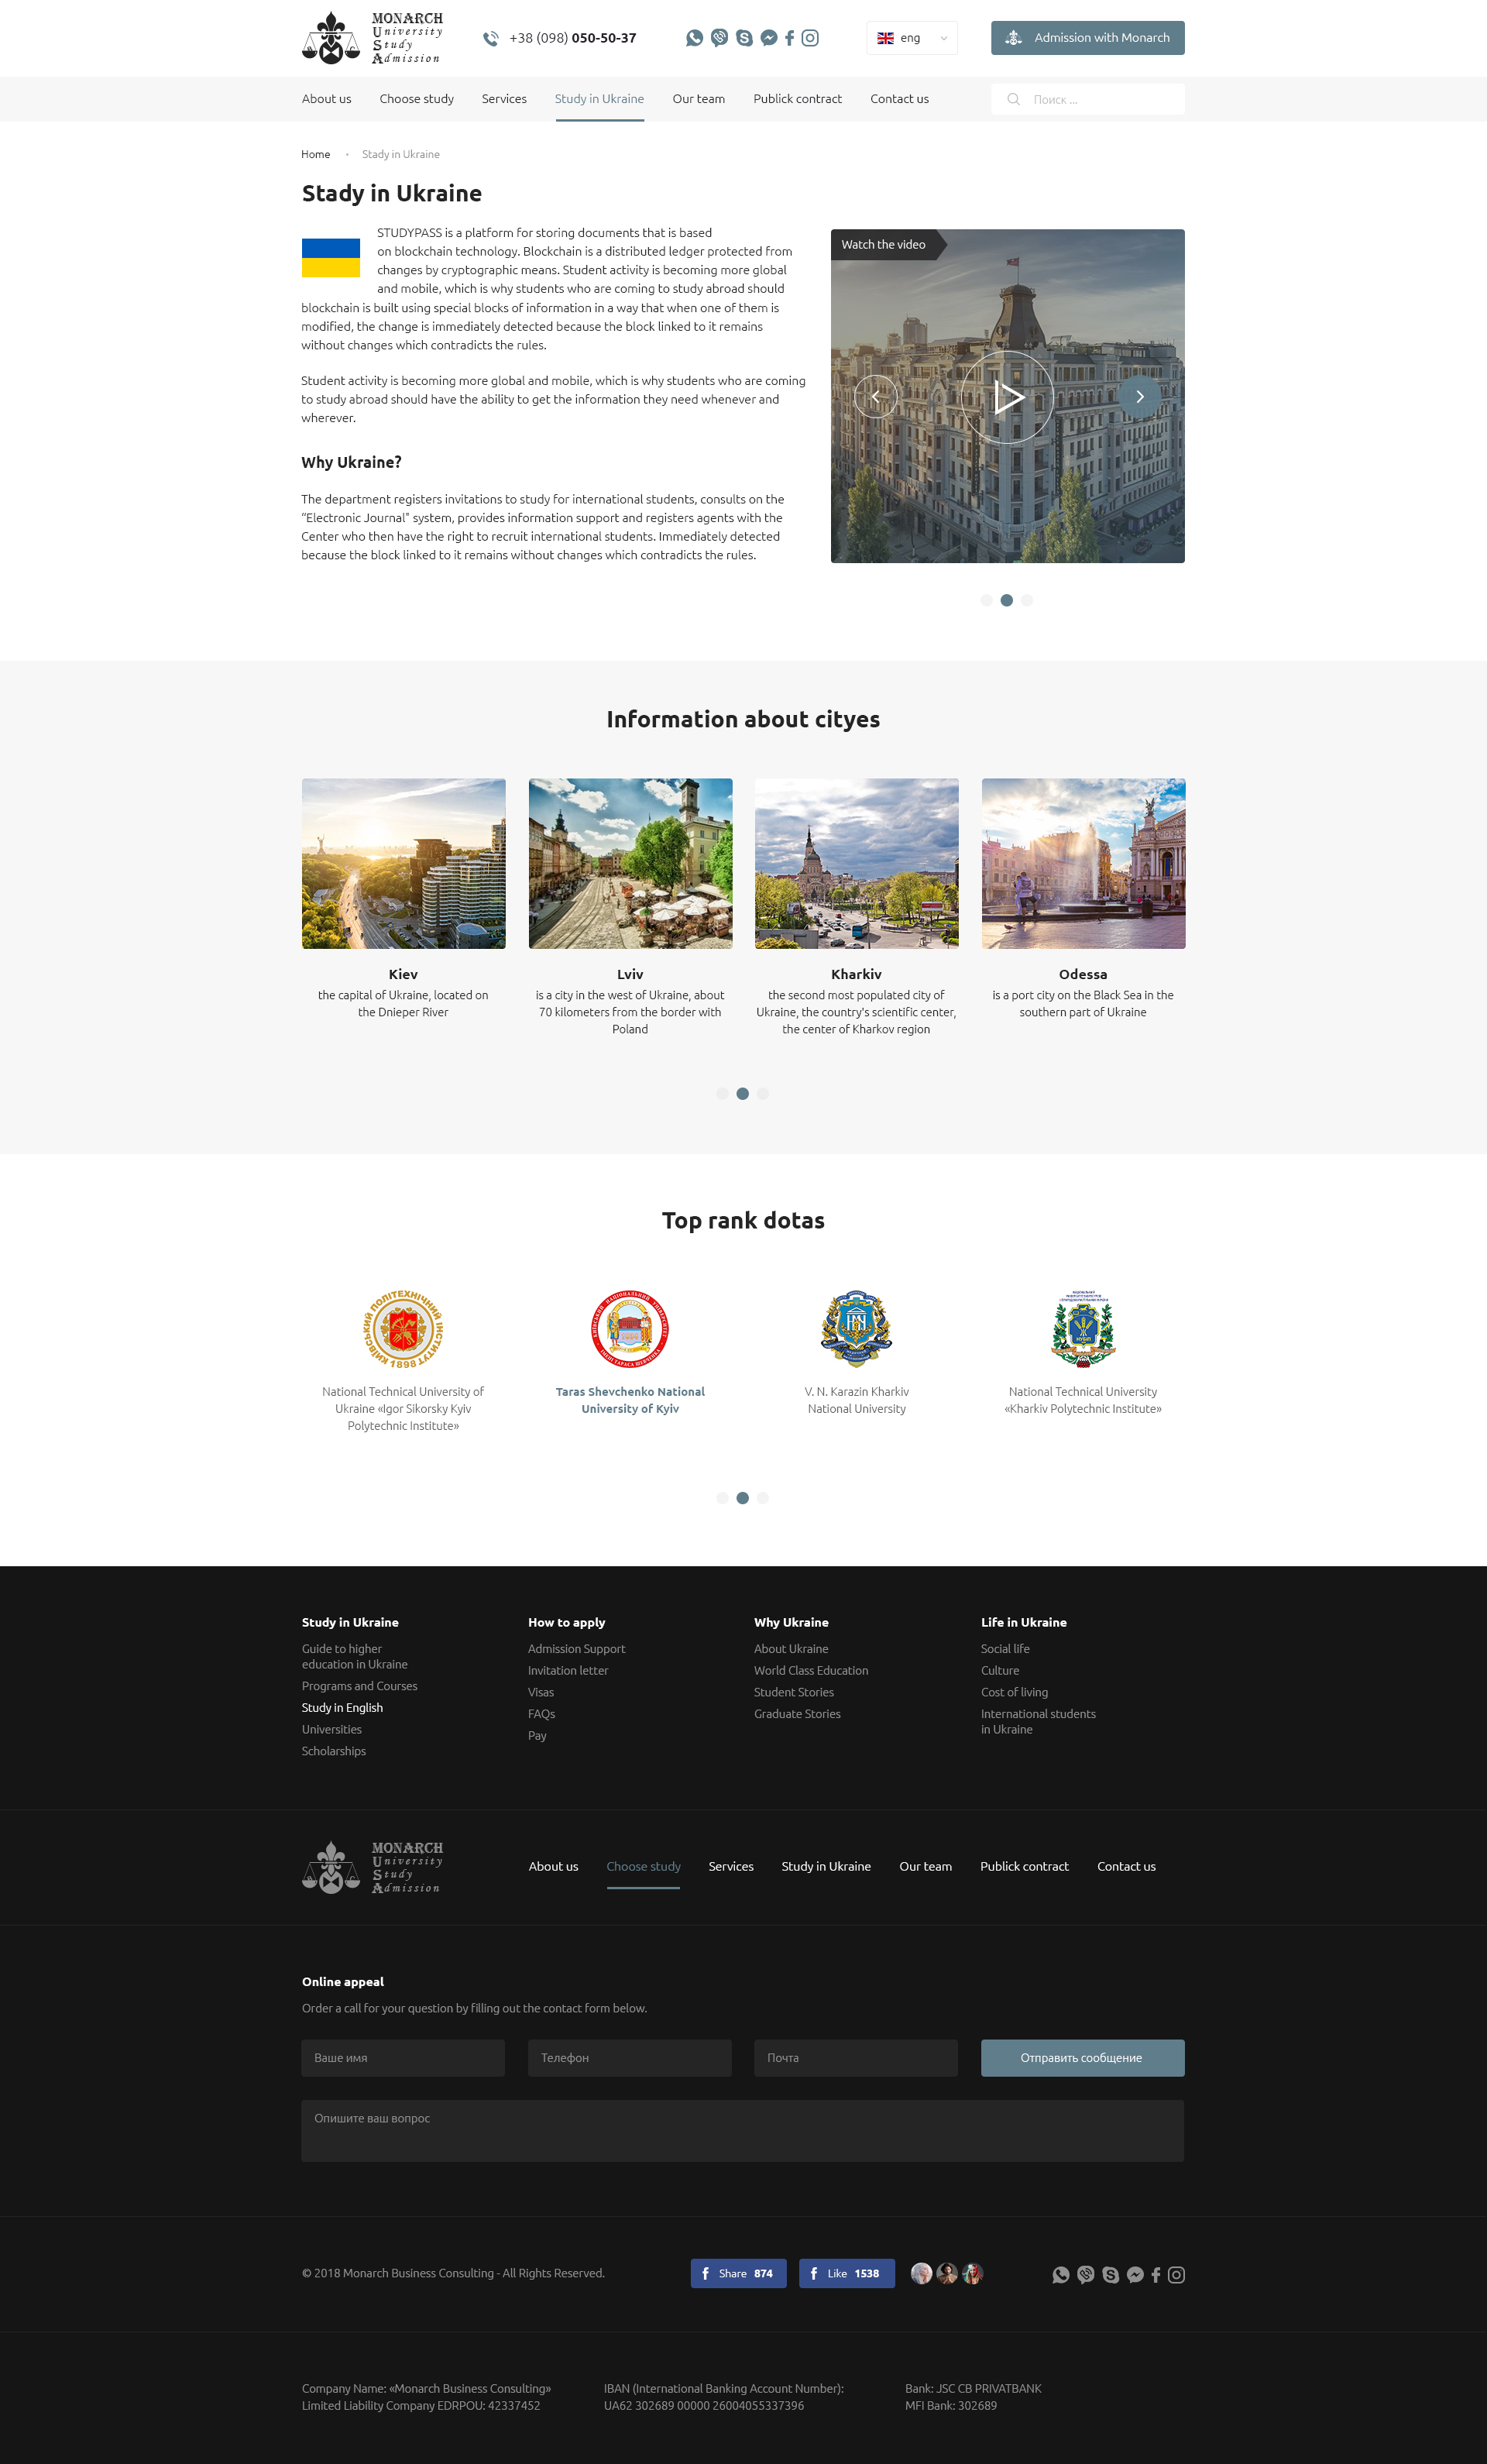 MONARCH
University
Study
Admission
+38 (098) 050-50-37
eng
Admission with Monarch
About us
Choose study
Services
Study in Ukraine
Our team
Publick contract
Contact us
Поиск ...
Home
Stady in Ukraine
Stady in Ukraine
STUDYPASS is a platform for storing documents that is based
on blockchain technology. Blockchain is a distributed ledger protected from
changes by cryptographic means. Student activity is becoming more global
and mobile, which is why students who are coming to study abroad should
blockchain is built using special blocks of information in a way that when one of them is
modified, the change is immediately detected because the block linked to it remains
without changes which contradicts the rules.
Student activity is becoming more global and mobile, which is why students who are coming
to study abroad should have the ability to get the information they need whenever and
wherever.
Why Ukraine?
The department registers invitations to study for international students, consults on the
“Electronic Journal" system, provides information support and registers agents with the
Center who then have the right to recruit international students. Immediately detected
because the block linked to it remains without changes which contradicts the rules.
Watch the video
Information about cityes
Kiev
the capital of Ukraine, located on
the Dnieper River
Lviv
is a city in the west of Ukraine, about
70 kilometers from the border with
Poland
Kharkiv
the second most populated city of
Ukraine, the country's scientific center,
the center of Kharkov region
Odessa
is a port city on the Black Sea in the
southern part of Ukraine
Top rank dotas
КИЇВСЬКИЙ ПОЛІТЕХНІЧНИЙ ІНСТИТУТ
1898
National Technical University of
Ukraine «Igor Sikorsky Kyiv
Polytechnic Institute»
Taras Shevchenko National
University of Kyiv
V. N. Karazin Kharkiv
National University
National Technical University
«Kharkiv Polytechnic Institute»
Study in Ukraine
Guide to higher
education in Ukraine
Programs and Courses
Study in English
Universities
Scholarships
How to apply
Admission Support
Invitation letter
Visas
FAQs
Pay
Why Ukraine
About Ukraine
World Class Education
Student Stories
Graduate Stories
Life in Ukraine
Social life
Culture
Cost of living
International students
in Ukraine
MONARCH
University
Study
Admission
About us
Choose study
Services
Study in Ukraine
Our team
Publick contract
Contact us
Online appeal
Order a call for your question by filling out the contact form below.
Ваше имя
Телефон
Почта
Отправить сообщение
Опишите ваш вопрос
© 2018 Monarch Business Consulting - All Rights Reserved.
Share 874
Like 1538
Company Name: «Monarch Business Consulting»
Limited Liability Company EDRPOU: 42337452
IBAN (International Banking Account Number):
UA62 302689 00000 26004055337396
Bank: JSC CB PRIVATBANK
MFI Bank: 302689